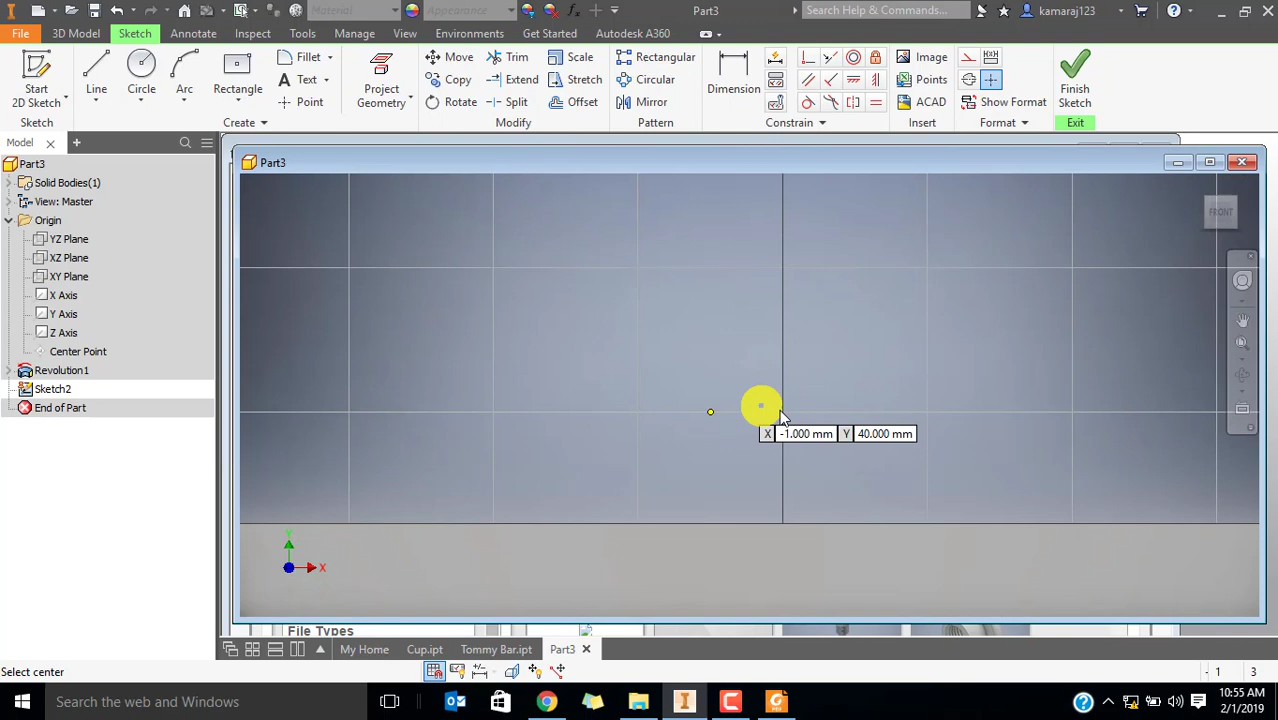 Material
Appearance
Part3
Search Help & Commands...
kamaraj123
File
3D Model
Sketch
Annotate
Inspect
Tools
Manage
View
Environments
Get Started
Autodesk A360
Start
2D Sketch
Line
Circle
Arc
Rectangle
Fillet
Text
Point
Project
Geometry
Move
Copy
Rotate
Trim
Extend
Split
Scale
Stretch
Offset
Rectangular
Circular
Mirror
Dimension
Image
Points
ACAD
Show Format
Finish
Sketch
Sketch
Create
Modify
Pattern
Constrain
Insert
Format
Exit
Model
Part3
Solid Bodies(1)
View: Master
Origin
YZ Plane
XZ Plane
XY Plane
X Axis
Y Axis
Z Axis
Center Point
Revolution1
Sketch2
End of Part
Part3
FRONT
X -1.000 mm Y 40.000 mm
Y
X
File Types
My Home
Cup.ipt
Tommy Bar.ipt
Part3
Select center
1
3
Search the web and Windows
10:55 AM
2/1/2019